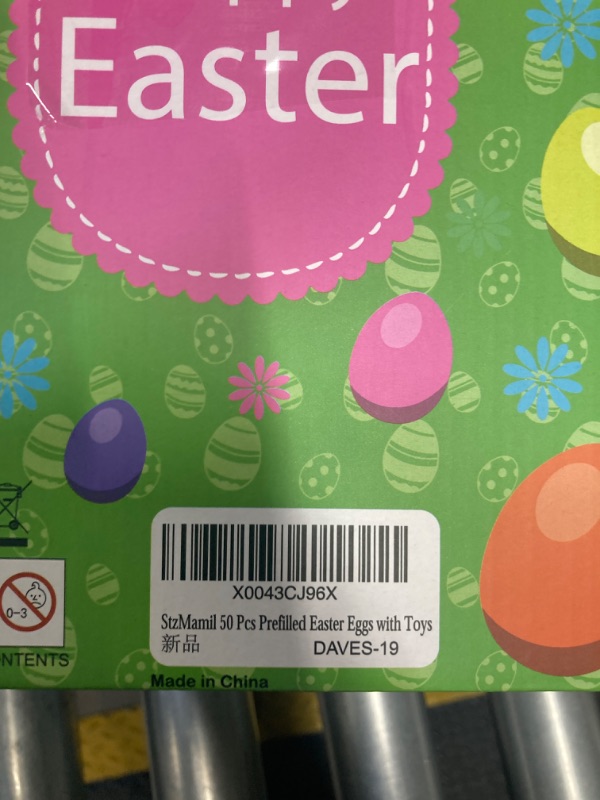 Easter
X0043CJ96X
StzMamil 50 Pcs Prefilled Easter Eggs with Toys
新品
DAVES-19
0-3
Made in China